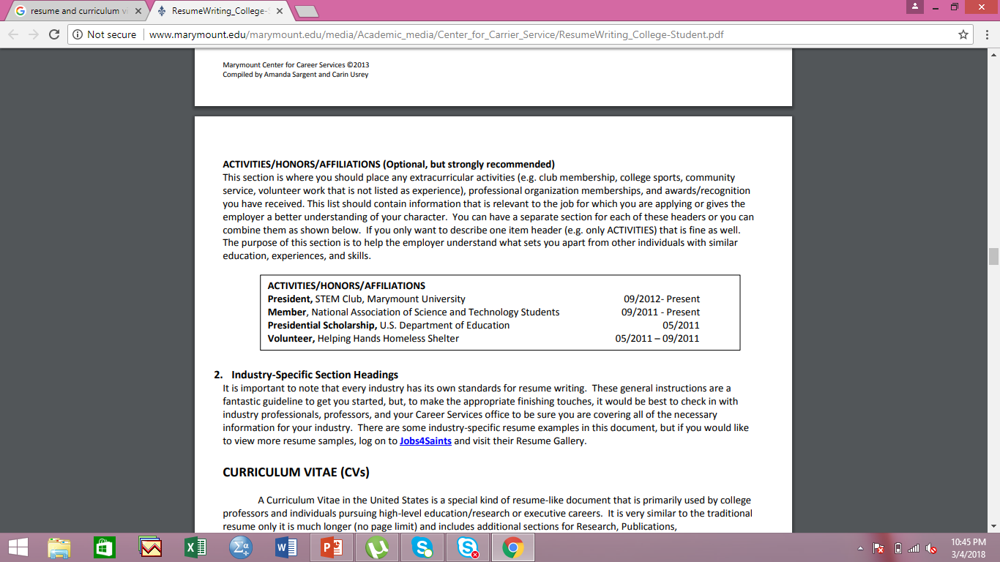 resume and curriculum vi
ResumeWriting_College-S
Not secure
www.marymount.edu/marymount.edu/media/Academic_media/Center_for_Carrier_Service/ResumeWriting_College-Student.pdf
Marymount Center for Career Services ©2013
Compiled by Amanda Sargent and Carin Usrey
ACTIVITIES/HONORS/AFFILIATIONS (Optional, but strongly recommended)
This section is where you should place any extracurricular activities (e.g. club membership, college sports, community
service, volunteer work that is not listed as experience), professional organization memberships, and awards/recognition
you have received. This list should contain information that is relevant to the job for which you are applying or gives the
employer a better understanding of your character.  You can have a separate section for each of these headers or you can
combine them as shown below.  If you only want to describe one item header (e.g. only ACTIVITIES) that is fine as well.
The purpose of this section is to help the employer understand what sets you apart from other individuals with similar
education, experiences, and skills.
ACTIVITIES/HONORS/AFFILIATIONS
President, STEM Club, Marymount University 09/2012- Present
Member, National Association of Science and Technology Students 09/2011 - Present
Presidential Scholarship, U.S. Department of Education 05/2011
Volunteer, Helping Hands Homeless Shelter 05/2011 – 09/2011
2. Industry-Specific Section Headings
It is important to note that every industry has its own standards for resume writing.  These general instructions are a
fantastic guideline to get you started, but, to make the appropriate finishing touches, it would be best to check in with
industry professionals, professors, and your Career Services office to be sure you are covering all of the necessary
information for your industry.  There are some industry-specific resume examples in this document, but if you would like
to view more resume samples, log on to Jobs4Saints and visit their Resume Gallery.
CURRICULUM VITAE (CVs)
A Curriculum Vitae in the United States is a special kind of resume-like document that is primarily used by college
professors and individuals pursuing high-level education/research or executive careers.  It is very similar to the traditional
resume only it is much longer (no page limit) and includes additional sections for Research, Publications,
10:45 PM
3/4/2018